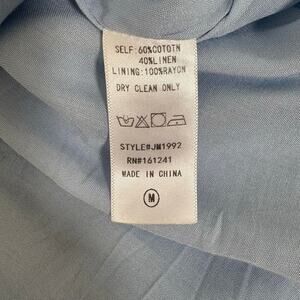 SELF: 60%COTOTN
40%LINEN
LINING: 100%RAYON
DRY CLEAN ONLY
STYLE#JM1992
RN#161241
MADE IN CHINA
M